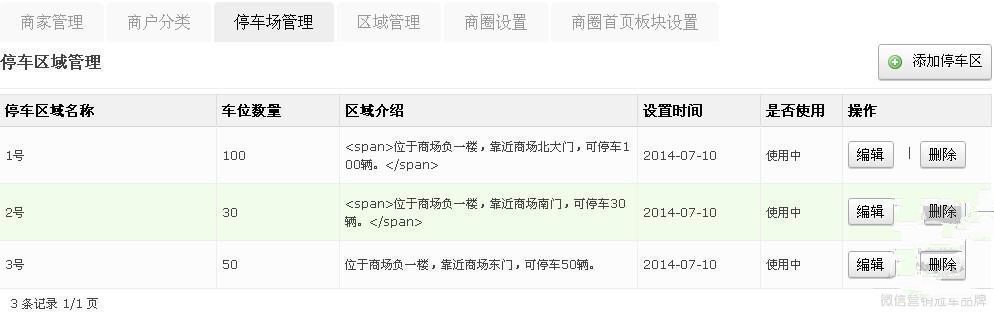 商家管理 商户分类 停车场管理 区域管理 商圈设置 商圈首页板块设置
停车区域管理 添加停车区
停车区域名称 车位数量 区域介绍 设置时间 是否使用 操作
1号 100 <span>位于商场负一楼，靠近商场北大门，可停车1 2014-07-10 使用中 编辑 | 删除
00辆。</span>
2号 30 <span>位于商场负一楼，靠近商场南门，可停车30 2014-07-10 使用中 编辑 删除
辆。</span>
3号 50 位于商场负一楼，靠近商场东门，可停车50辆。 2014-07-10 使用中 编辑 删除
3 条记录 1/1 页
微信营销冠军品牌